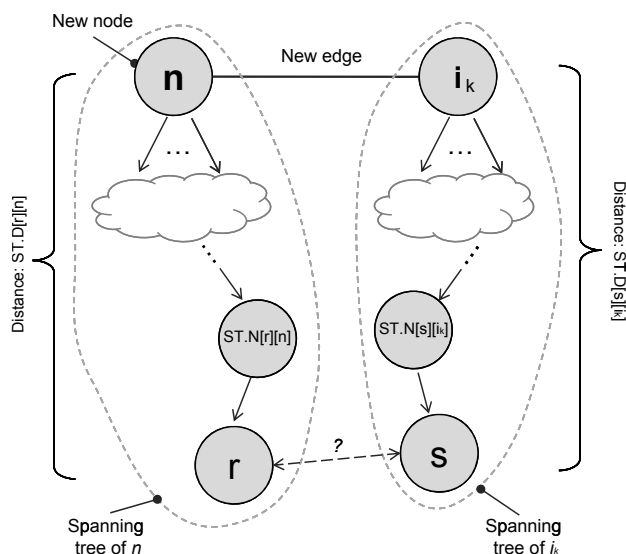 New node
New edge
n
i k
...
...
Distance: ST.D[r][n]
Distance: ST.D[s][ik]
...
...
ST.N[r][n]
ST.N[s][ik]
?
r
s
Spanning
tree of n
Spanning
tree of ik